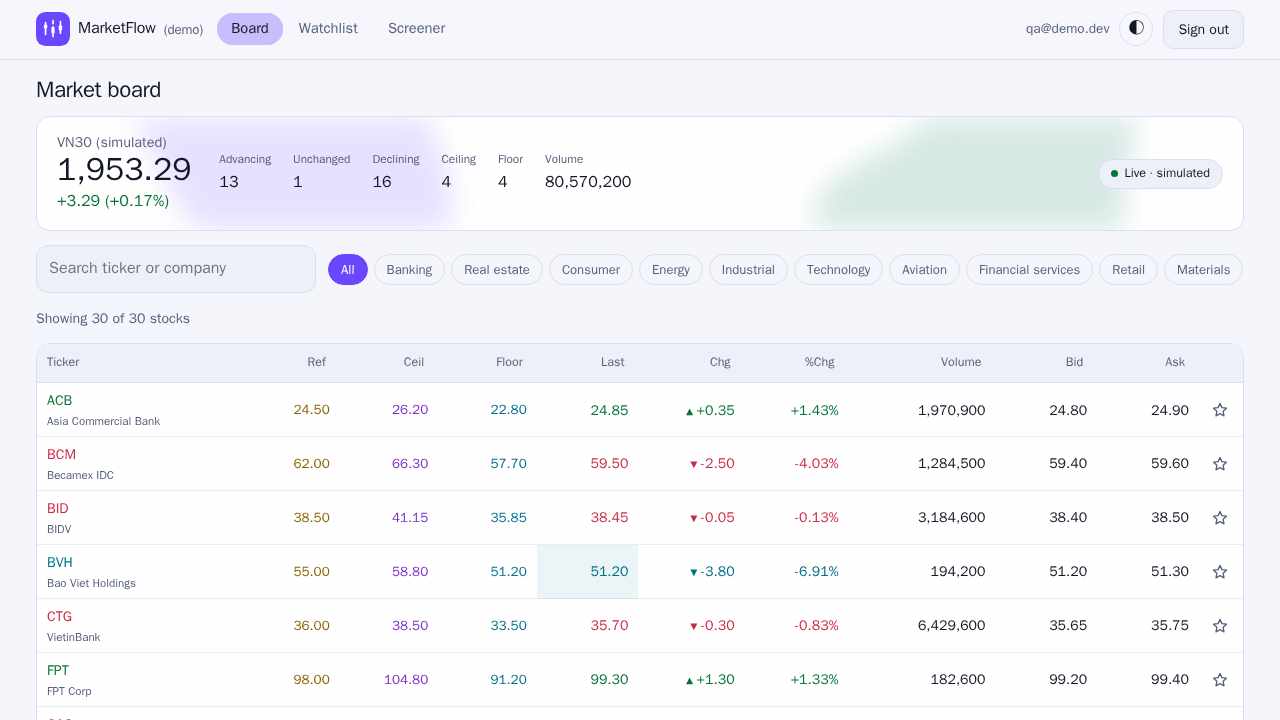 MarketFlow (demo) Board Watchlist Screener qa@demo.dev Sign out
Market board
VN30 (simulated)
1,953.29
+3.29 (+0.17%)
Advancing Unchanged Declining Ceiling Floor Volume
13 1 16 4 4 80,570,200
Live · simulated
Search ticker or company
All Banking Real estate Consumer Energy Industrial Technology Aviation Financial services Retail Materials
Showing 30 of 30 stocks
Ticker Ref Ceil Floor Last Chg %Chg Volume Bid Ask
ACB 24.50 26.20 22.80 24.85 ▲+0.35 +1.43% 1,970,900 24.80 24.90
Asia Commercial Bank
BCM 62.00 66.30 57.70 59.50 ▼-2.50 -4.03% 1,284,500 59.40 59.60
Becamex IDC
BID 38.50 41.15 35.85 38.45 ▼-0.05 -0.13% 3,184,600 38.40 38.50
BIDV
BVH 55.00 58.80 51.20 51.20 ▼-3.80 -6.91% 194,200 51.20 51.30
Bao Viet Holdings
CTG 36.00 38.50 33.50 35.70 ▼-0.30 -0.83% 6,429,600 35.65 35.75
VietinBank
FPT 98.00 104.80 91.20 99.30 ▲+1.30 +1.33% 182,600 99.20 99.40
FPT Corp